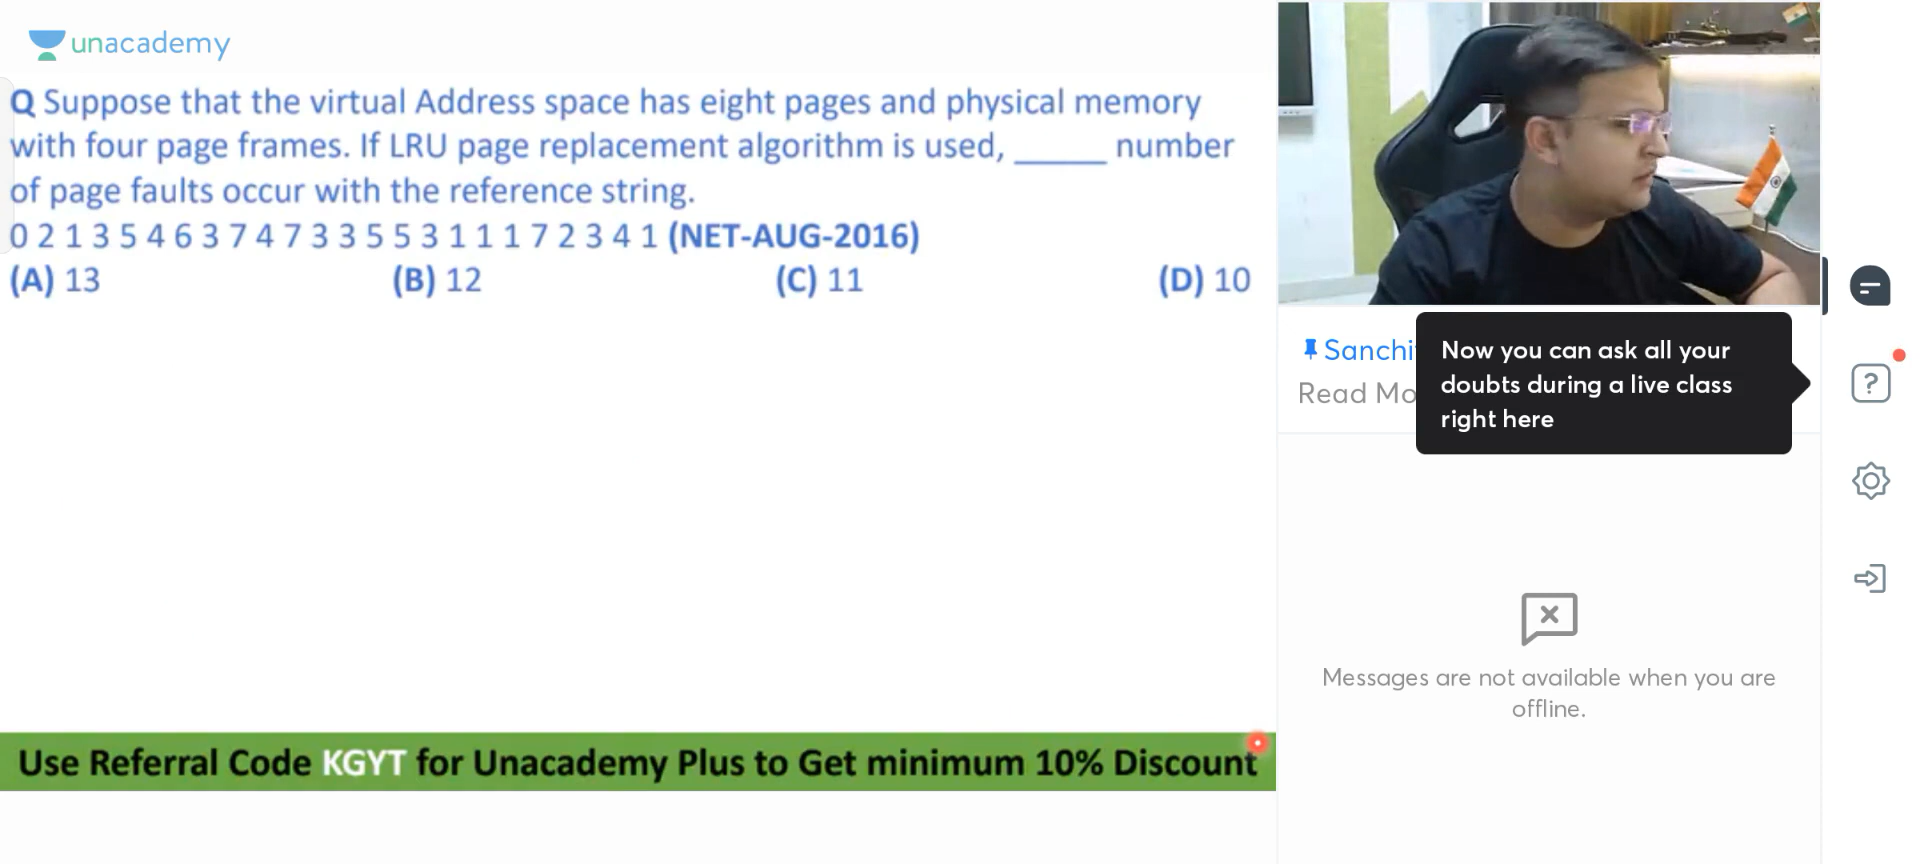 unacademy
Q Suppose that the virtual Address space has eight pages and physical memory
with four page frames. If LRU page replacement algorithm is used, _____ number
of page faults occur with the reference string.
0 2 1 3 5 4 6 3 7 4 7 3 3 5 5 3 1 1 1 7 2 3 4 1 (NET-AUG-2016)
(A) 13 (B) 12 (C) 11 (D) 10
Use Referral Code KGYT for Unacademy Plus to Get minimum 10% Discount
Sanchi
Read Mo
Now you can ask all your
doubts during a live class
right here
Messages are not available when you are
offline.